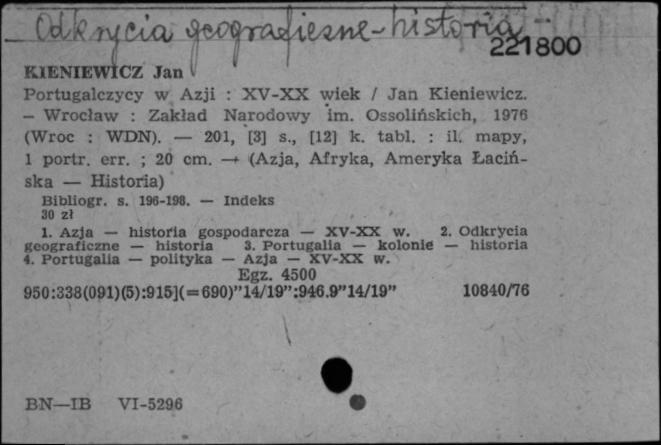 Odkrycia geograficzne - historia -
221800
KIENIEWICZ Jan
Portugalczycy w Azji : XV-XX wiek / Jan Kieniewicz.
— Wrocław : Zakład Narodowy im. Ossolińskich, 1976
(Wroc : WDN). — 201, [3] s., [12] k. tabl. : il. mapy,
1 portr. err. ; 20 cm. — (Azja, Afryka, Ameryka Łaciń-
ska — Historia)
Bibliogr. s. 196-198. — Indeks
30 zł
1. Azja — historia gospodarcza — XV-XX w. 2. Odkrycia
geograficzne — historia 3. Portugalia — kolonie — historia
4. Portugalia — polityka — Azja — XV-XX w.
Egz. 4500
950:338(091)(5):915](=690)"14/19":946.9"14/19" 10840/76
BN—IB VI-5296